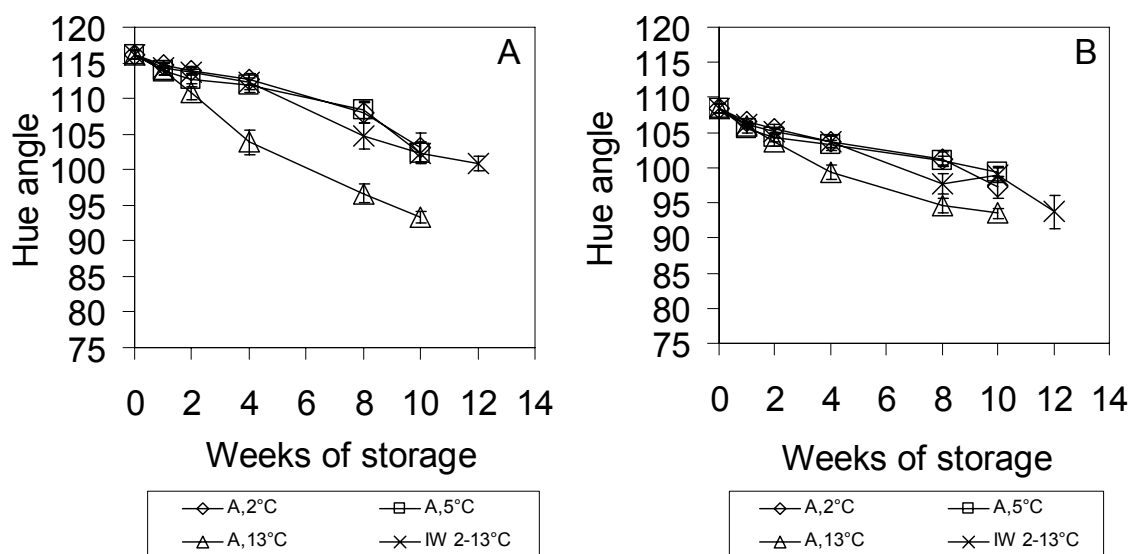 A
120
115
110
105
100
95
90
85
80
75
Hue angle
0 2 4 6 8 10 12 14
Weeks of storage
A,2°C A,5°C
A,13°C IW 2-13°C
B
120
115
110
105
100
95
90
85
80
75
Hue angle
0 2 4 6 8 10 12 14
Weeks of storage
A,2°C A,5°C
A,13°C IW 2-13°C